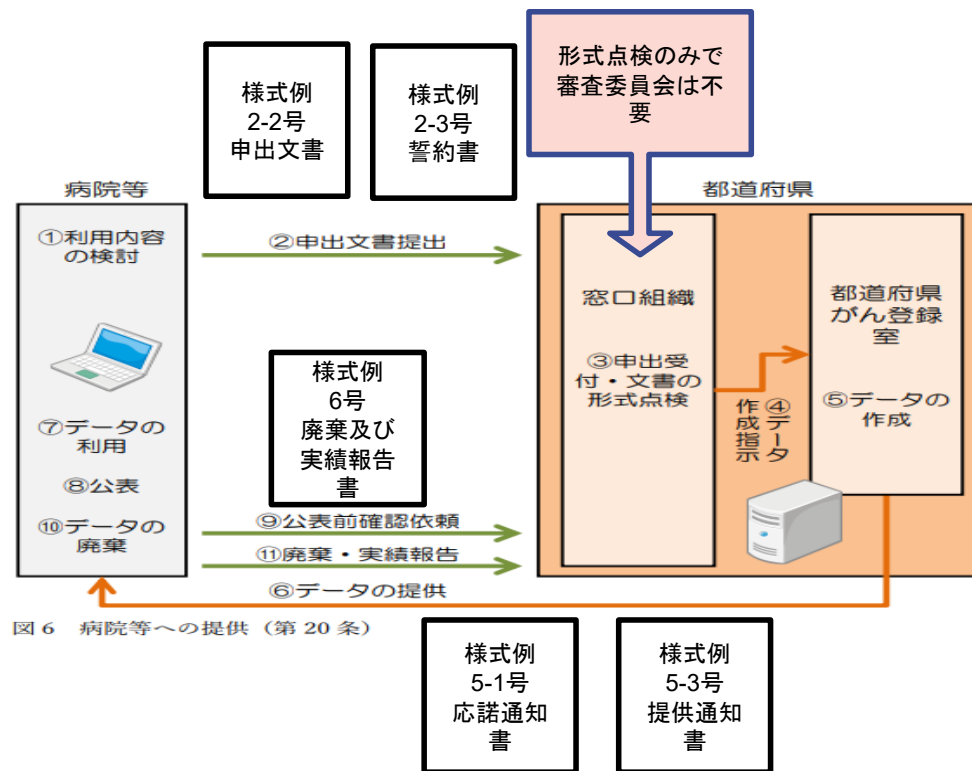 様式例
2-2号
申出文書
様式例
2-3号
誓約書
形式点検のみで
審査委員会は不
要
病院等
都道府県
①利用内容
の検討
②申出文書提出
窓口組織
③申出受
付・文書の
形式点検
④データ
作成指示
都道府県
がん登録
室
⑤データの
作成
様式例
6号
廃棄及び
実績報告
書
⑦データの
利用
⑧公表
⑩データの
廃棄
⑨公表前確認依頼
⑪廃棄・実績報告
⑥データの提供
図 6 病院等への提供（第 20 条）
様式例
5-1号
応諾通知
書
様式例
5-3号
提供通知
書